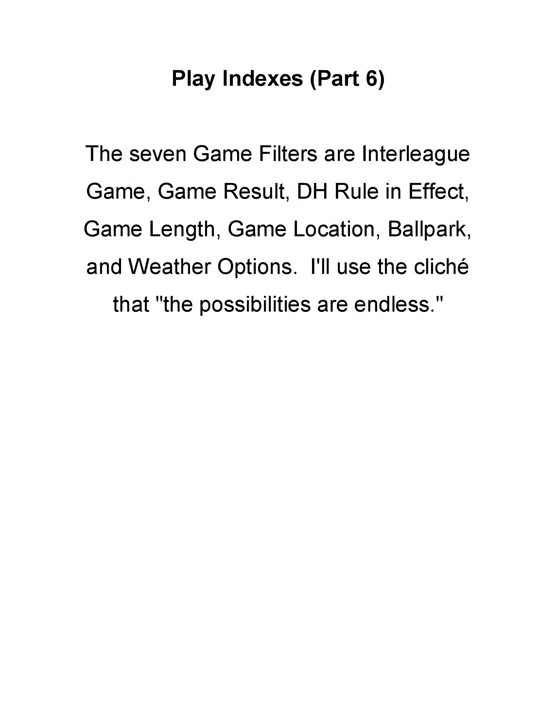 Play Indexes (Part 6)
The seven Game Filters are Interleague
Game, Game Result, DH Rule in Effect,
Game Length, Game Location, Ballpark,
and Weather Options.  I'll use the cliché
that "the possibilities are endless."